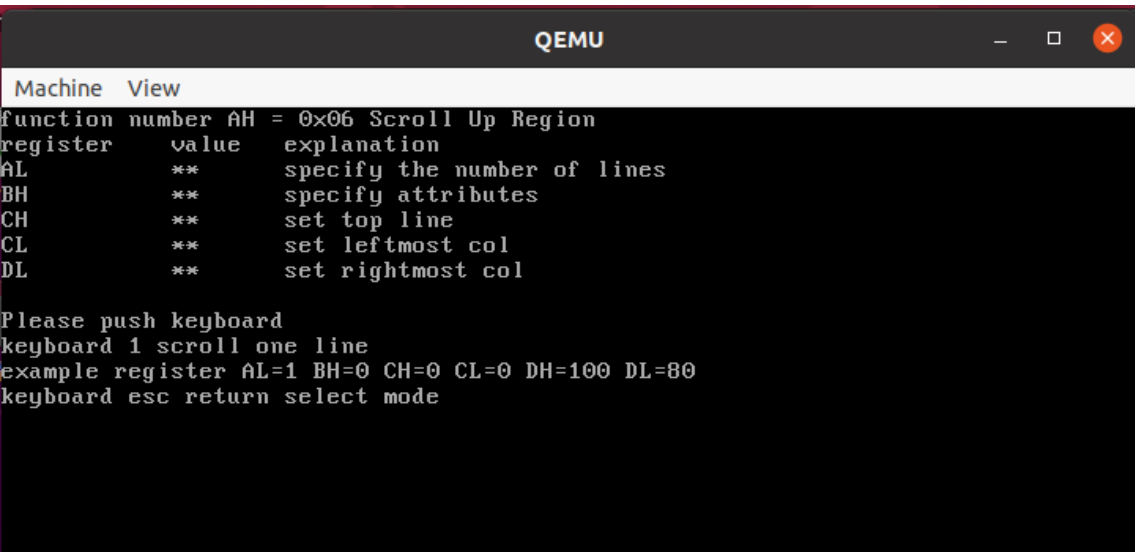 QEMU
Machine View
function number AH = 0x06 Scroll Up Region
register value explanation
AL ** specify the number of lines
BH ** specify attributes
CH ** set top line
CL ** set leftmost col
DL ** set rightmost col
Please push keyboard
keyboard 1 scroll one line
example register AL=1 BH=0 CH=0 CL=0 DH=100 DL=80
keyboard esc return select mode